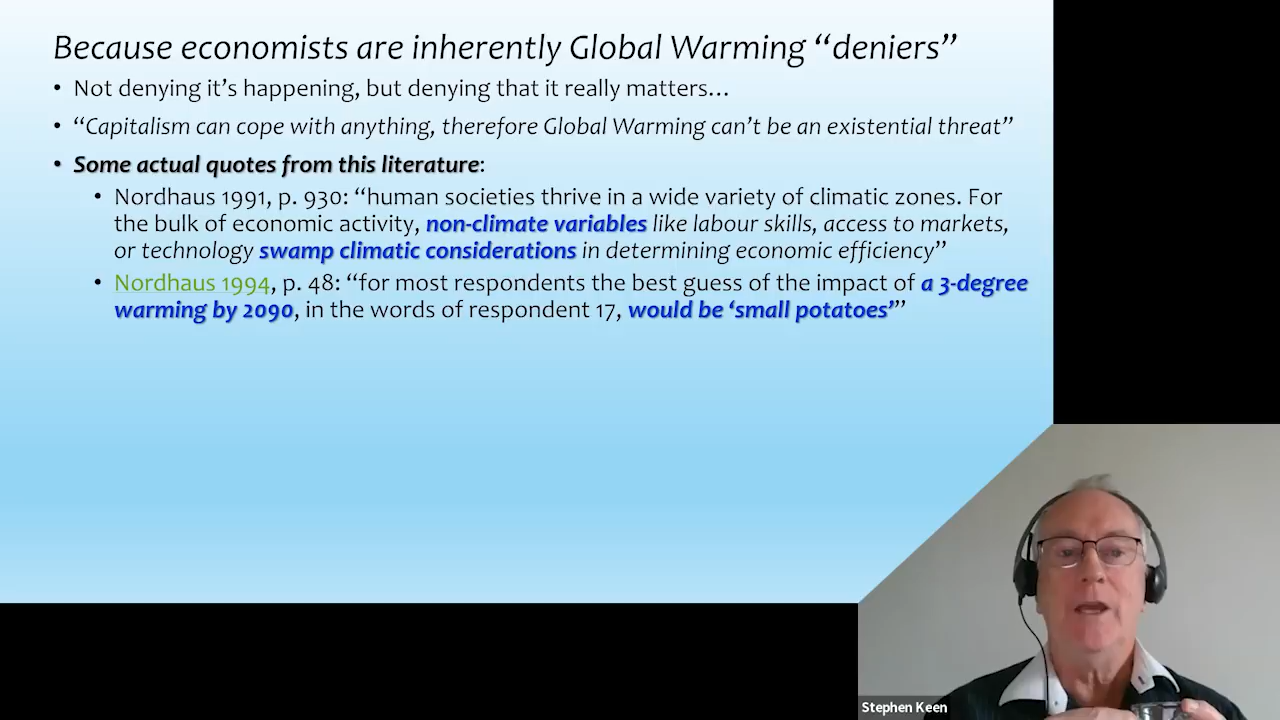 Because economists are inherently Global Warming “deniers”
• Not denying it’s happening, but denying that it really matters…
• “Capitalism can cope with anything, therefore Global Warming can’t be an existential threat”
• Some actual quotes from this literature:
• Nordhaus 1991, p. 930: “human societies thrive in a wide variety of climatic zones. For
the bulk of economic activity, non-climate variables like labour skills, access to markets,
or technology swamp climatic considerations in determining economic efficiency”
• Nordhaus 1994, p. 48: “for most respondents the best guess of the impact of a 3-degree
warming by 2090, in the words of respondent 17, would be ‘small potatoes’”
Stephen Keen